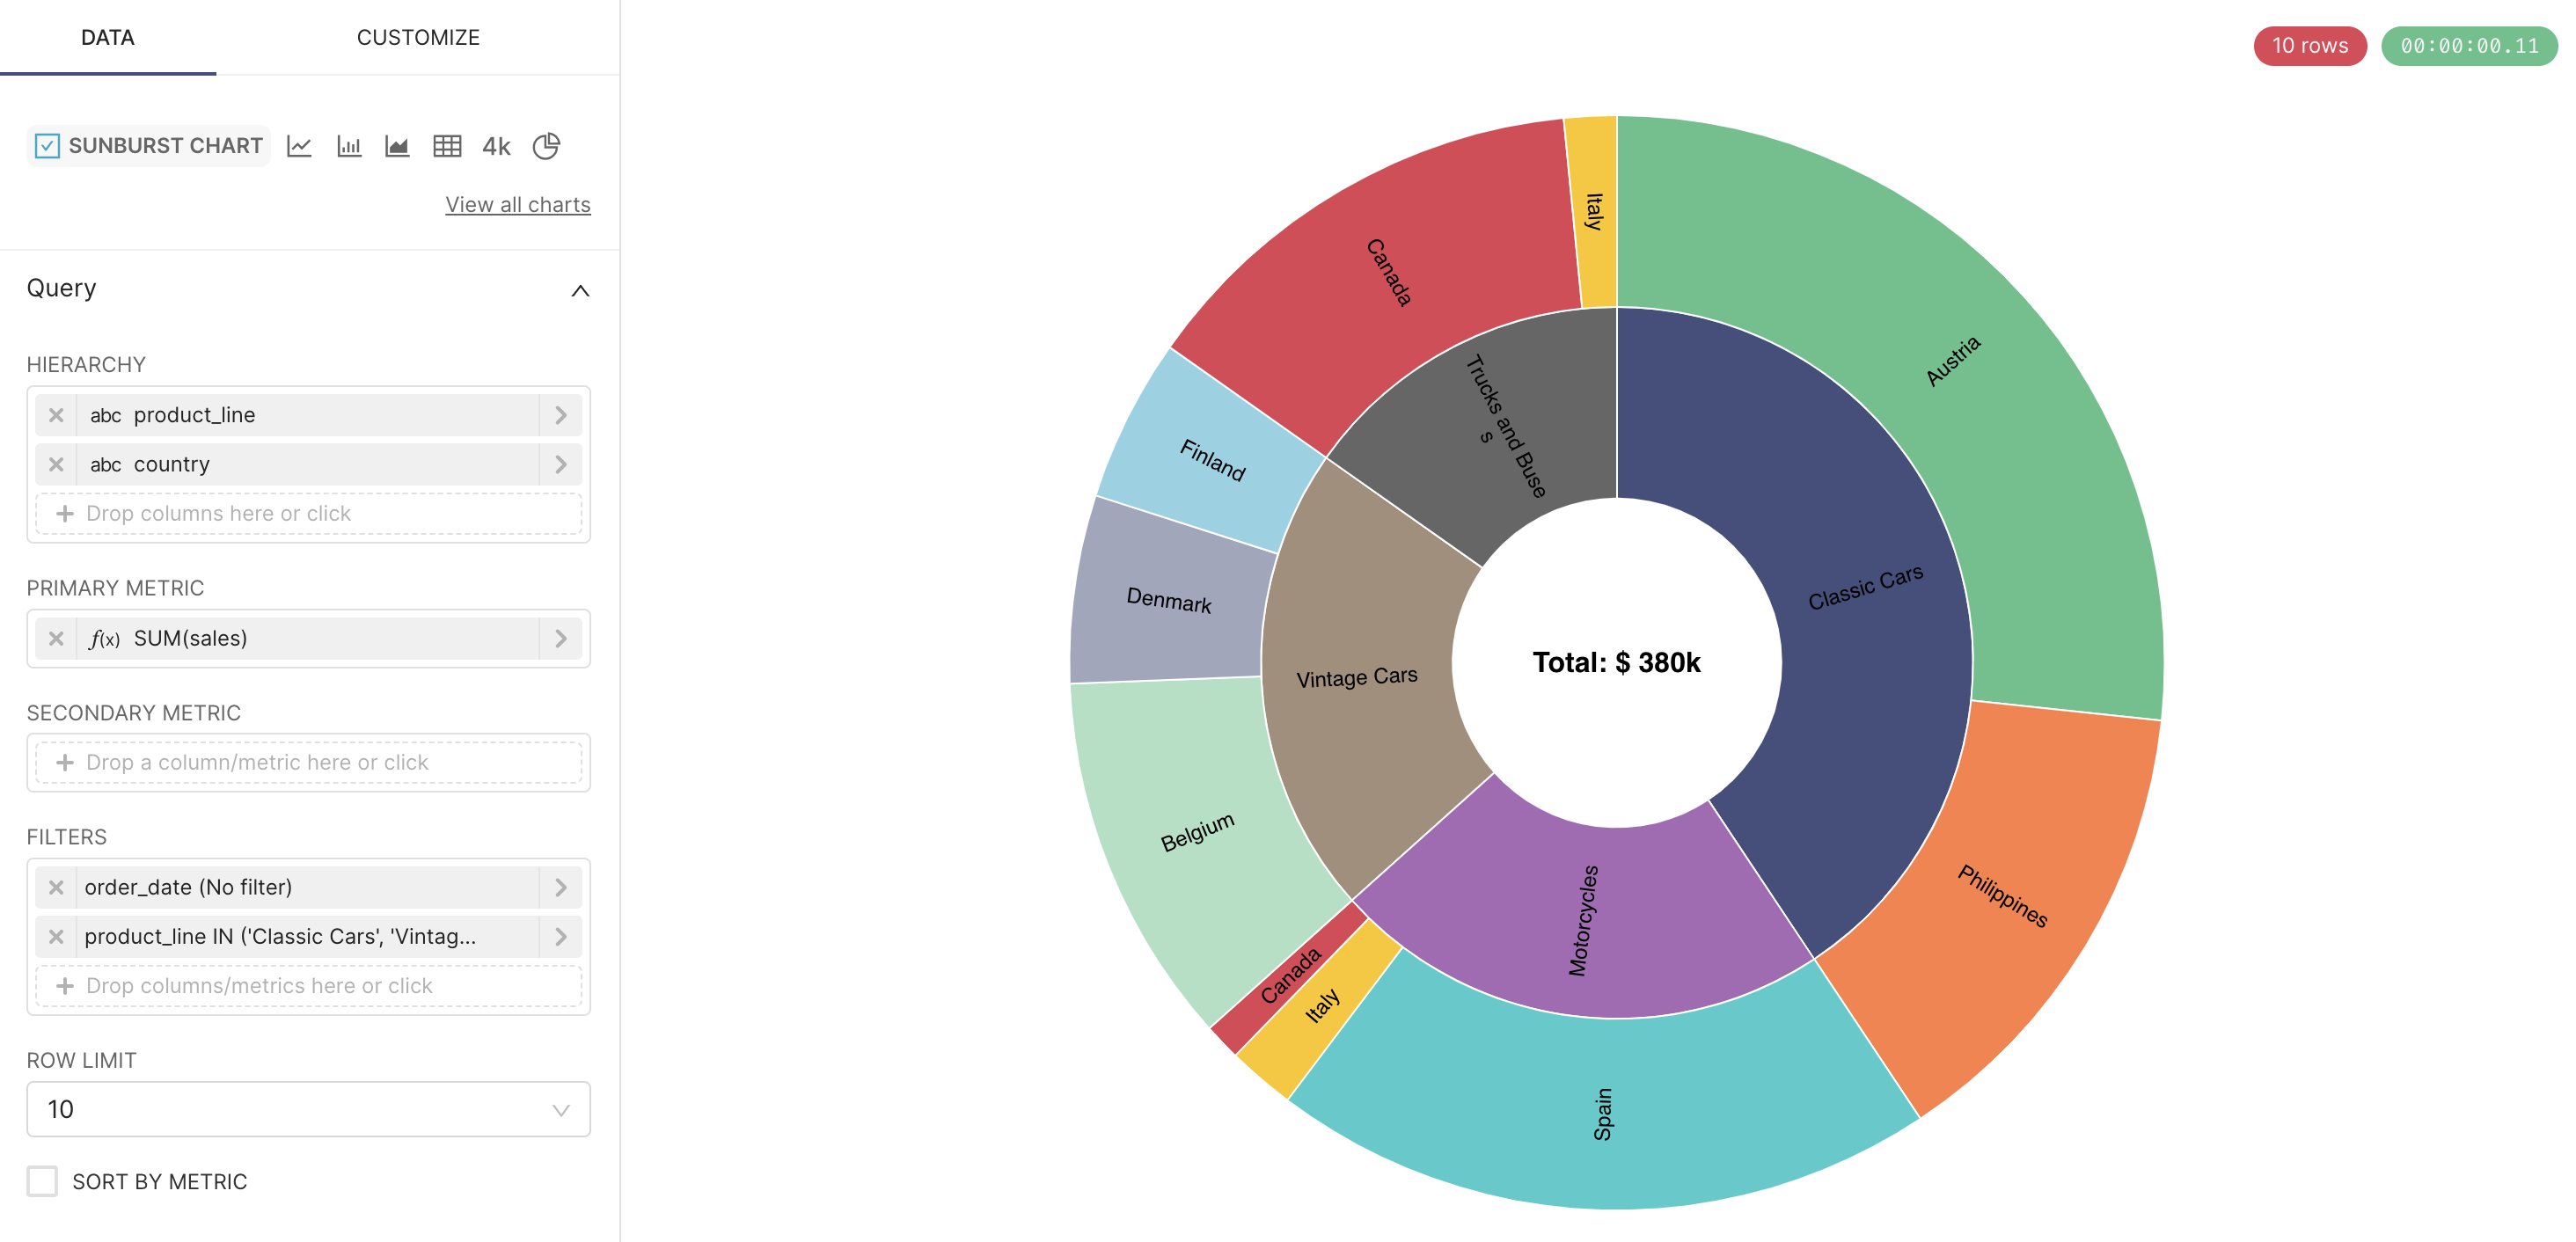 DATA
CUSTOMIZE
SUNBURST CHART
4k
View all charts
Query
HIERARCHY
abc product_line
abc country
+ Drop columns here or click
PRIMARY METRIC
f(x) SUM(sales)
SECONDARY METRIC
+ Drop a column/metric here or click
FILTERS
order_date (No filter)
product_line IN ('Classic Cars', 'Vintag...
+ Drop columns/metrics here or click
ROW LIMIT
10
SORT BY METRIC
10 rows
00:00:00.11
Italy
Canada
Austria
Trucks and Buse
s
Finland
Classic Cars
Denmark
Total: $ 380k
Vintage Cars
Belgium
Philippines
Motorcycles
Canada
Italy
Spain